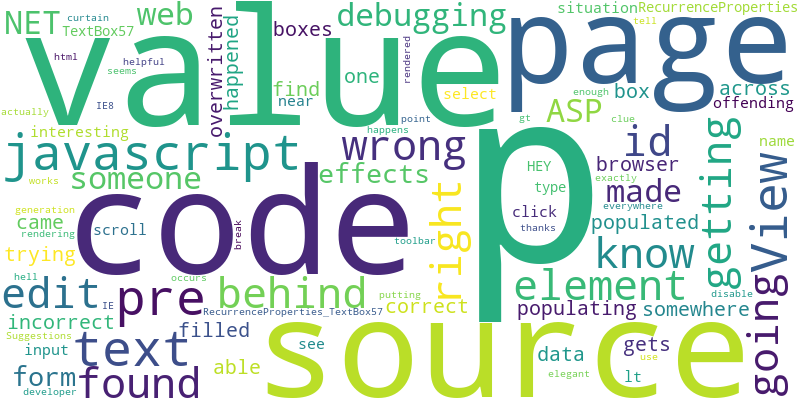 curtain
NET
TextBox57
web
html
seems
helpful
IE8
actually
value
overwritten
happened
boxes
debugging
find
near
one
rendered
situation
RecurrenceProperties
tell
page
select
enough
box
across
offending
ASP
clue
gt
point
happens
interesting
javascript
works
someone
wrong
effects
p
HEY
type
exactly
id
browser
made
everywhere
name
generation
rendering
came
trying
scroll
code
break
right
toolbar
click
thanks
populated
know
getting
View
going
hell
edit
IE
pre
occurs
behind
RecurrenceProperties_TextBox57
putting
correct
element
disable
populating
somewhere
incorrect
Suggestions
input
text
filled
able
source
see
data
gets
form
developer
found
elegant
lt
use